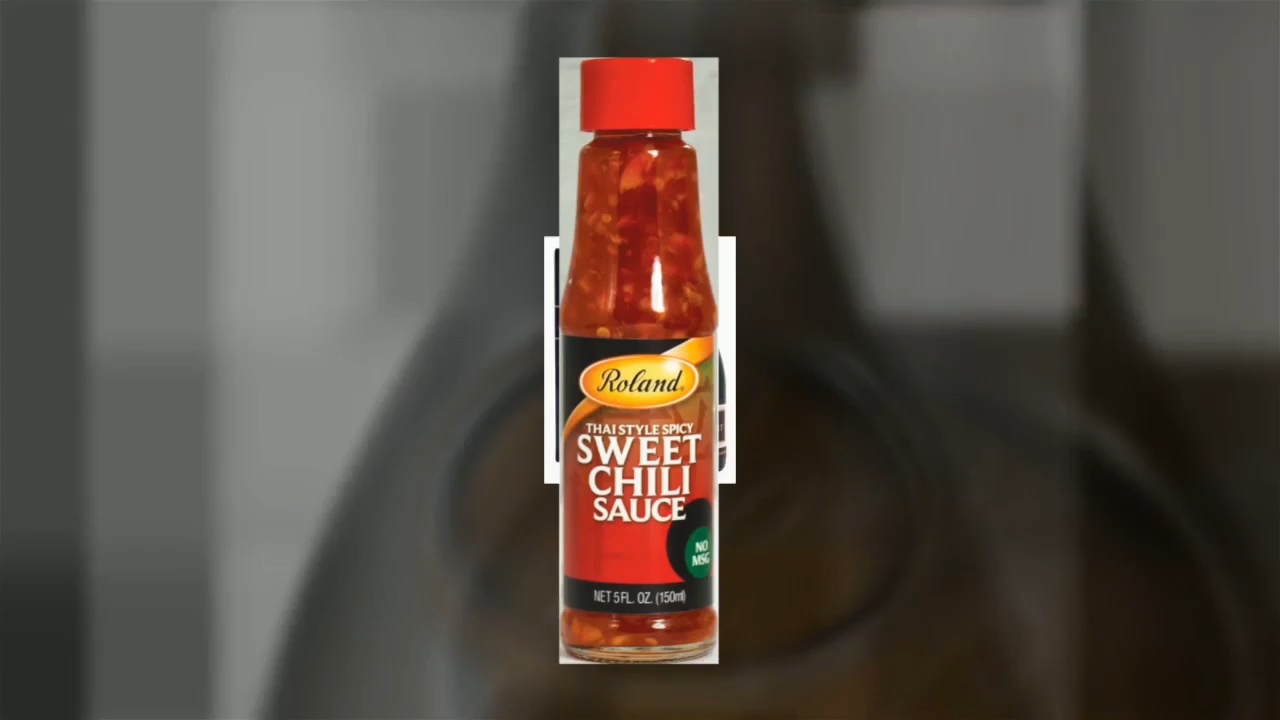 Roland
THAI STYLE SPICY
SWEET
CHILI
SAUCE
NO
MSG
NET 5 FL. OZ. (150ml)